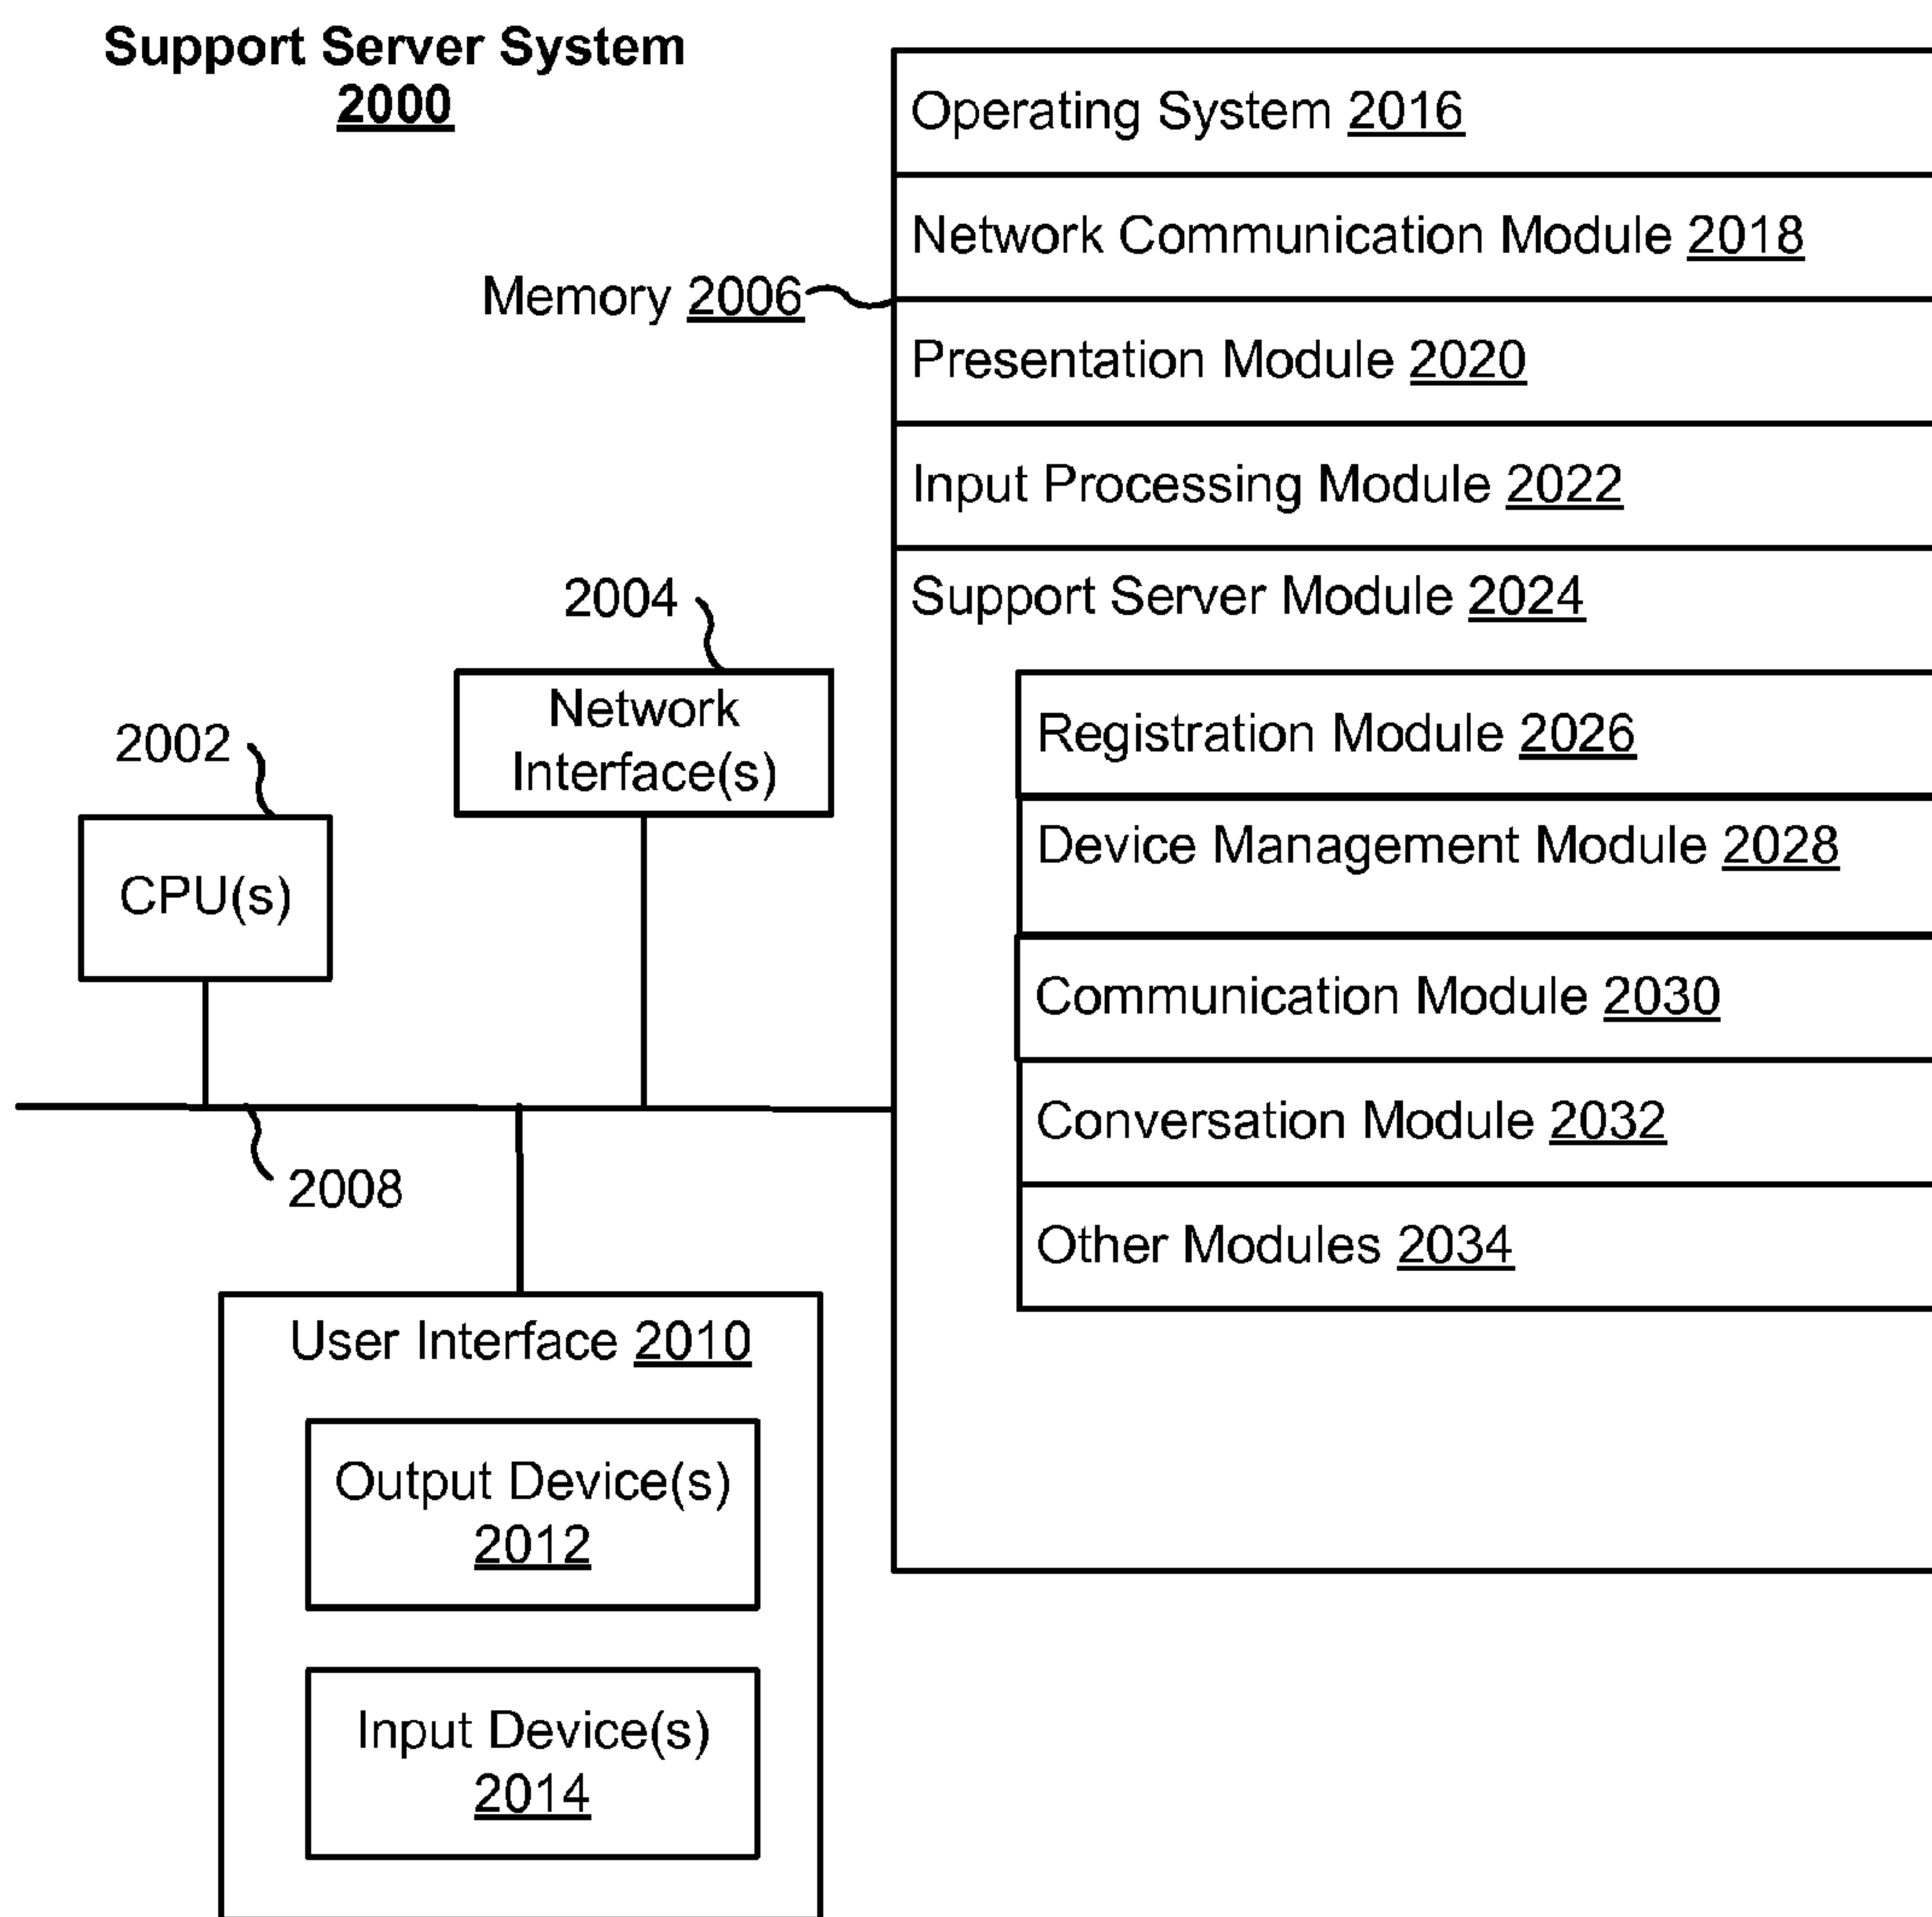 Support Server System
2000
Operating System 2016
Network Communication Module 2018
Memory 2006
Presentation Module 2020
Input Processing Module 2022
Support Server Module 2024
2004
Network
Interface(s)
Registration Module 2026
2002
CPU(s)
Device Management Module 2028
Communication Module 2030
Conversation Module 2032
2008
Other Modules 2034
User Interface 2010
Output Device(s)
2012
Input Device(s)
2014